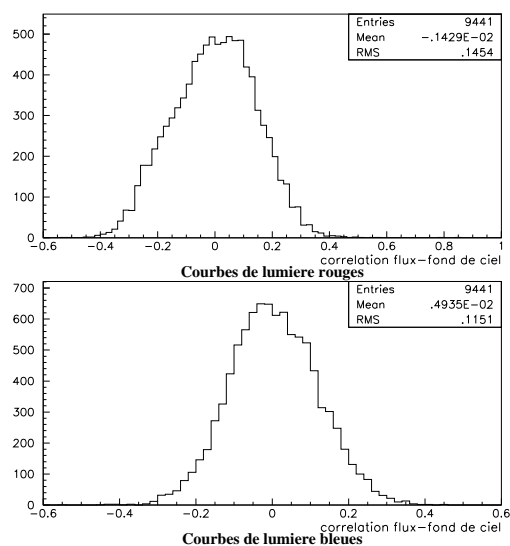 Entries 9441
Mean -.1429E-02
RMS .1454
500
400
300
200
100
0
-0.6 -0.4 -0.2 0 0.2 0.4 0.6 0.8 1
correlation flux-fond de ciel
Courbes de lumiere rouges
Entries 9441
Mean .4935E-02
RMS .1151
700
600
500
400
300
200
100
0
-0.6 -0.4 -0.2 0 0.2 0.4 0.6
correlation flux-fond de ciel
Courbes de lumiere bleues